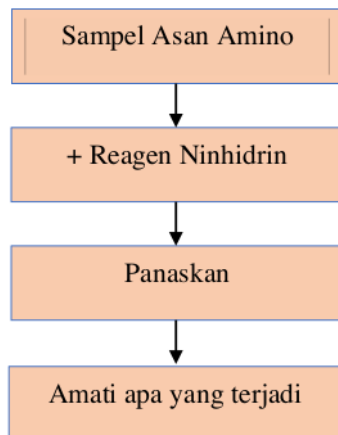 Sampel Asan Amino
+ Reagen Ninhidrin
Panaskan
Amati apa yang terjadi